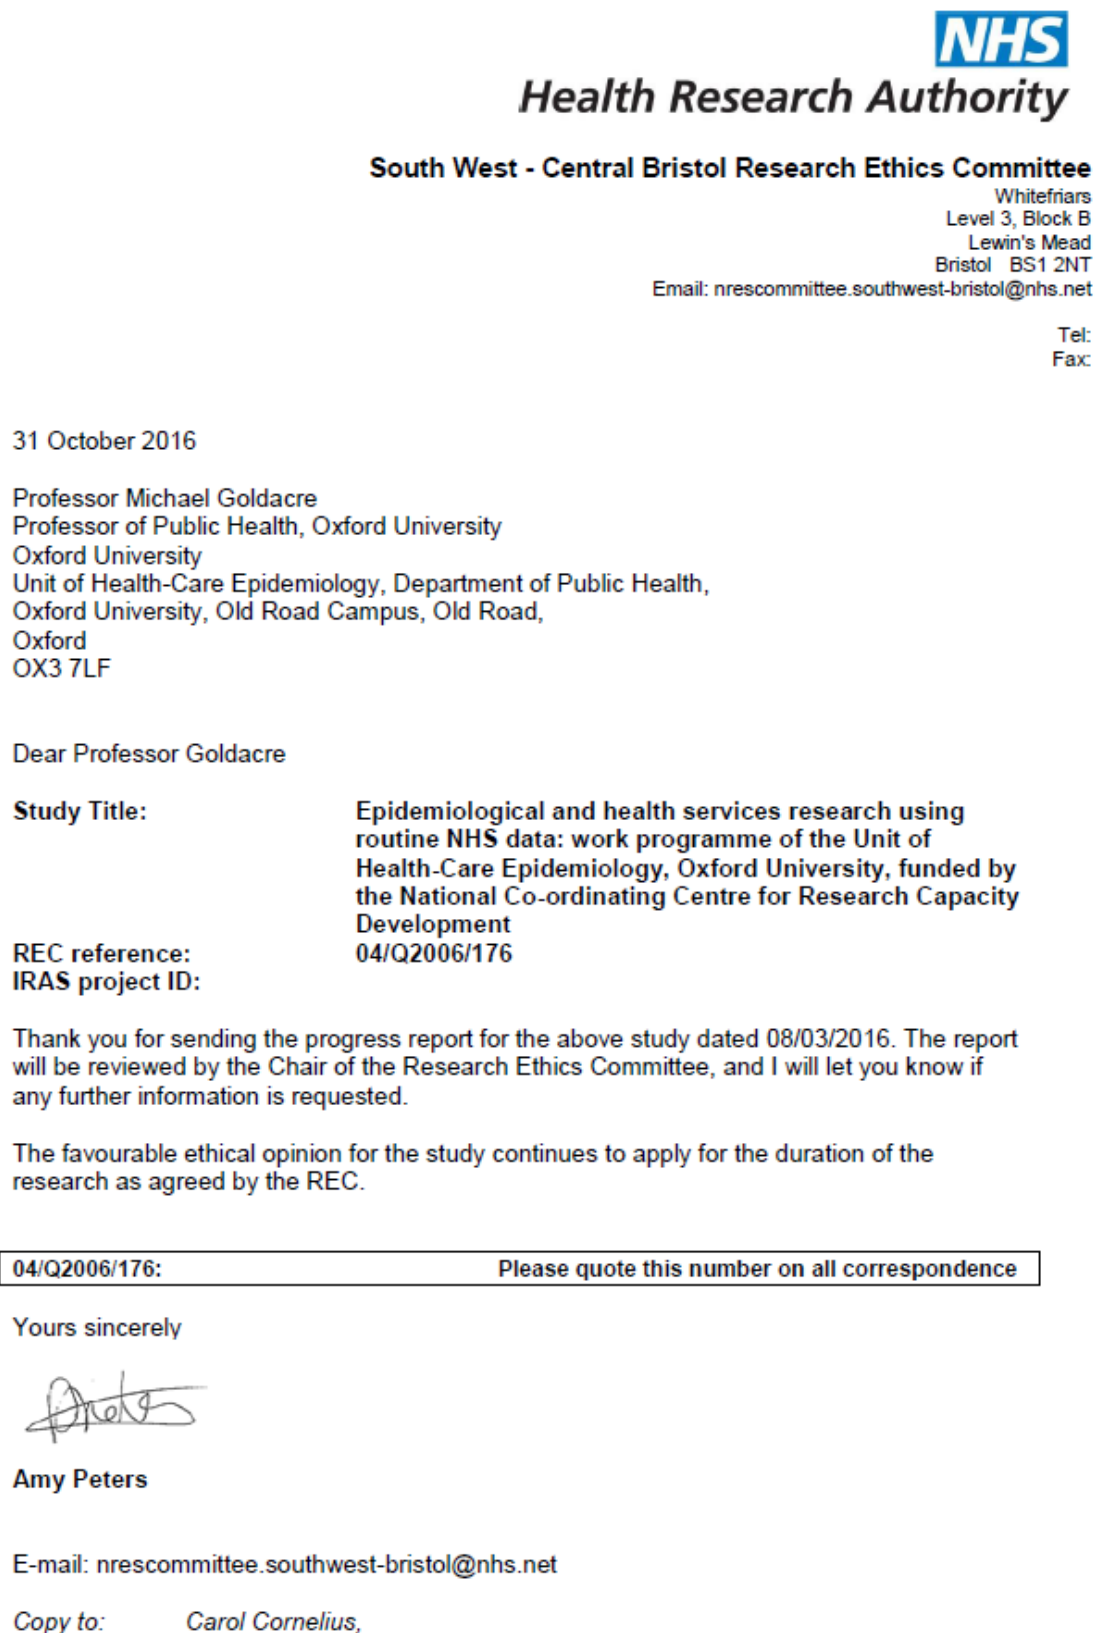 NHS
Health Research Authority
South West - Central Bristol Research Ethics Committee
Whitefriars
Level 3, Block B
Lewin's Mead
Bristol BS1 2NT
Email: nrescommittee.southwest-bristol@nhs.net
Tel:
Fax:
31 October 2016
Professor Michael Goldacre
Professor of Public Health, Oxford University
Oxford University
Unit of Health-Care Epidemiology, Department of Public Health,
Oxford University, Old Road Campus, Old Road,
Oxford
OX3 7LF
Dear Professor Goldacre
Study Title: Epidemiological and health services research using
routine NHS data: work programme of the Unit of
Health-Care Epidemiology, Oxford University, funded by
the National Co-ordinating Centre for Research Capacity
Development
REC reference: 04/Q2006/176
IRAS project ID:
Thank you for sending the progress report for the above study dated 08/03/2016. The report
will be reviewed by the Chair of the Research Ethics Committee, and I will let you know if
any further information is requested.
The favourable ethical opinion for the study continues to apply for the duration of the
research as agreed by the REC.
04/Q2006/176: Please quote this number on all correspondence
Yours sincerely
Amy Peters
E-mail: nrescommittee.southwest-bristol@nhs.net
Copy to: Carol Cornelius,